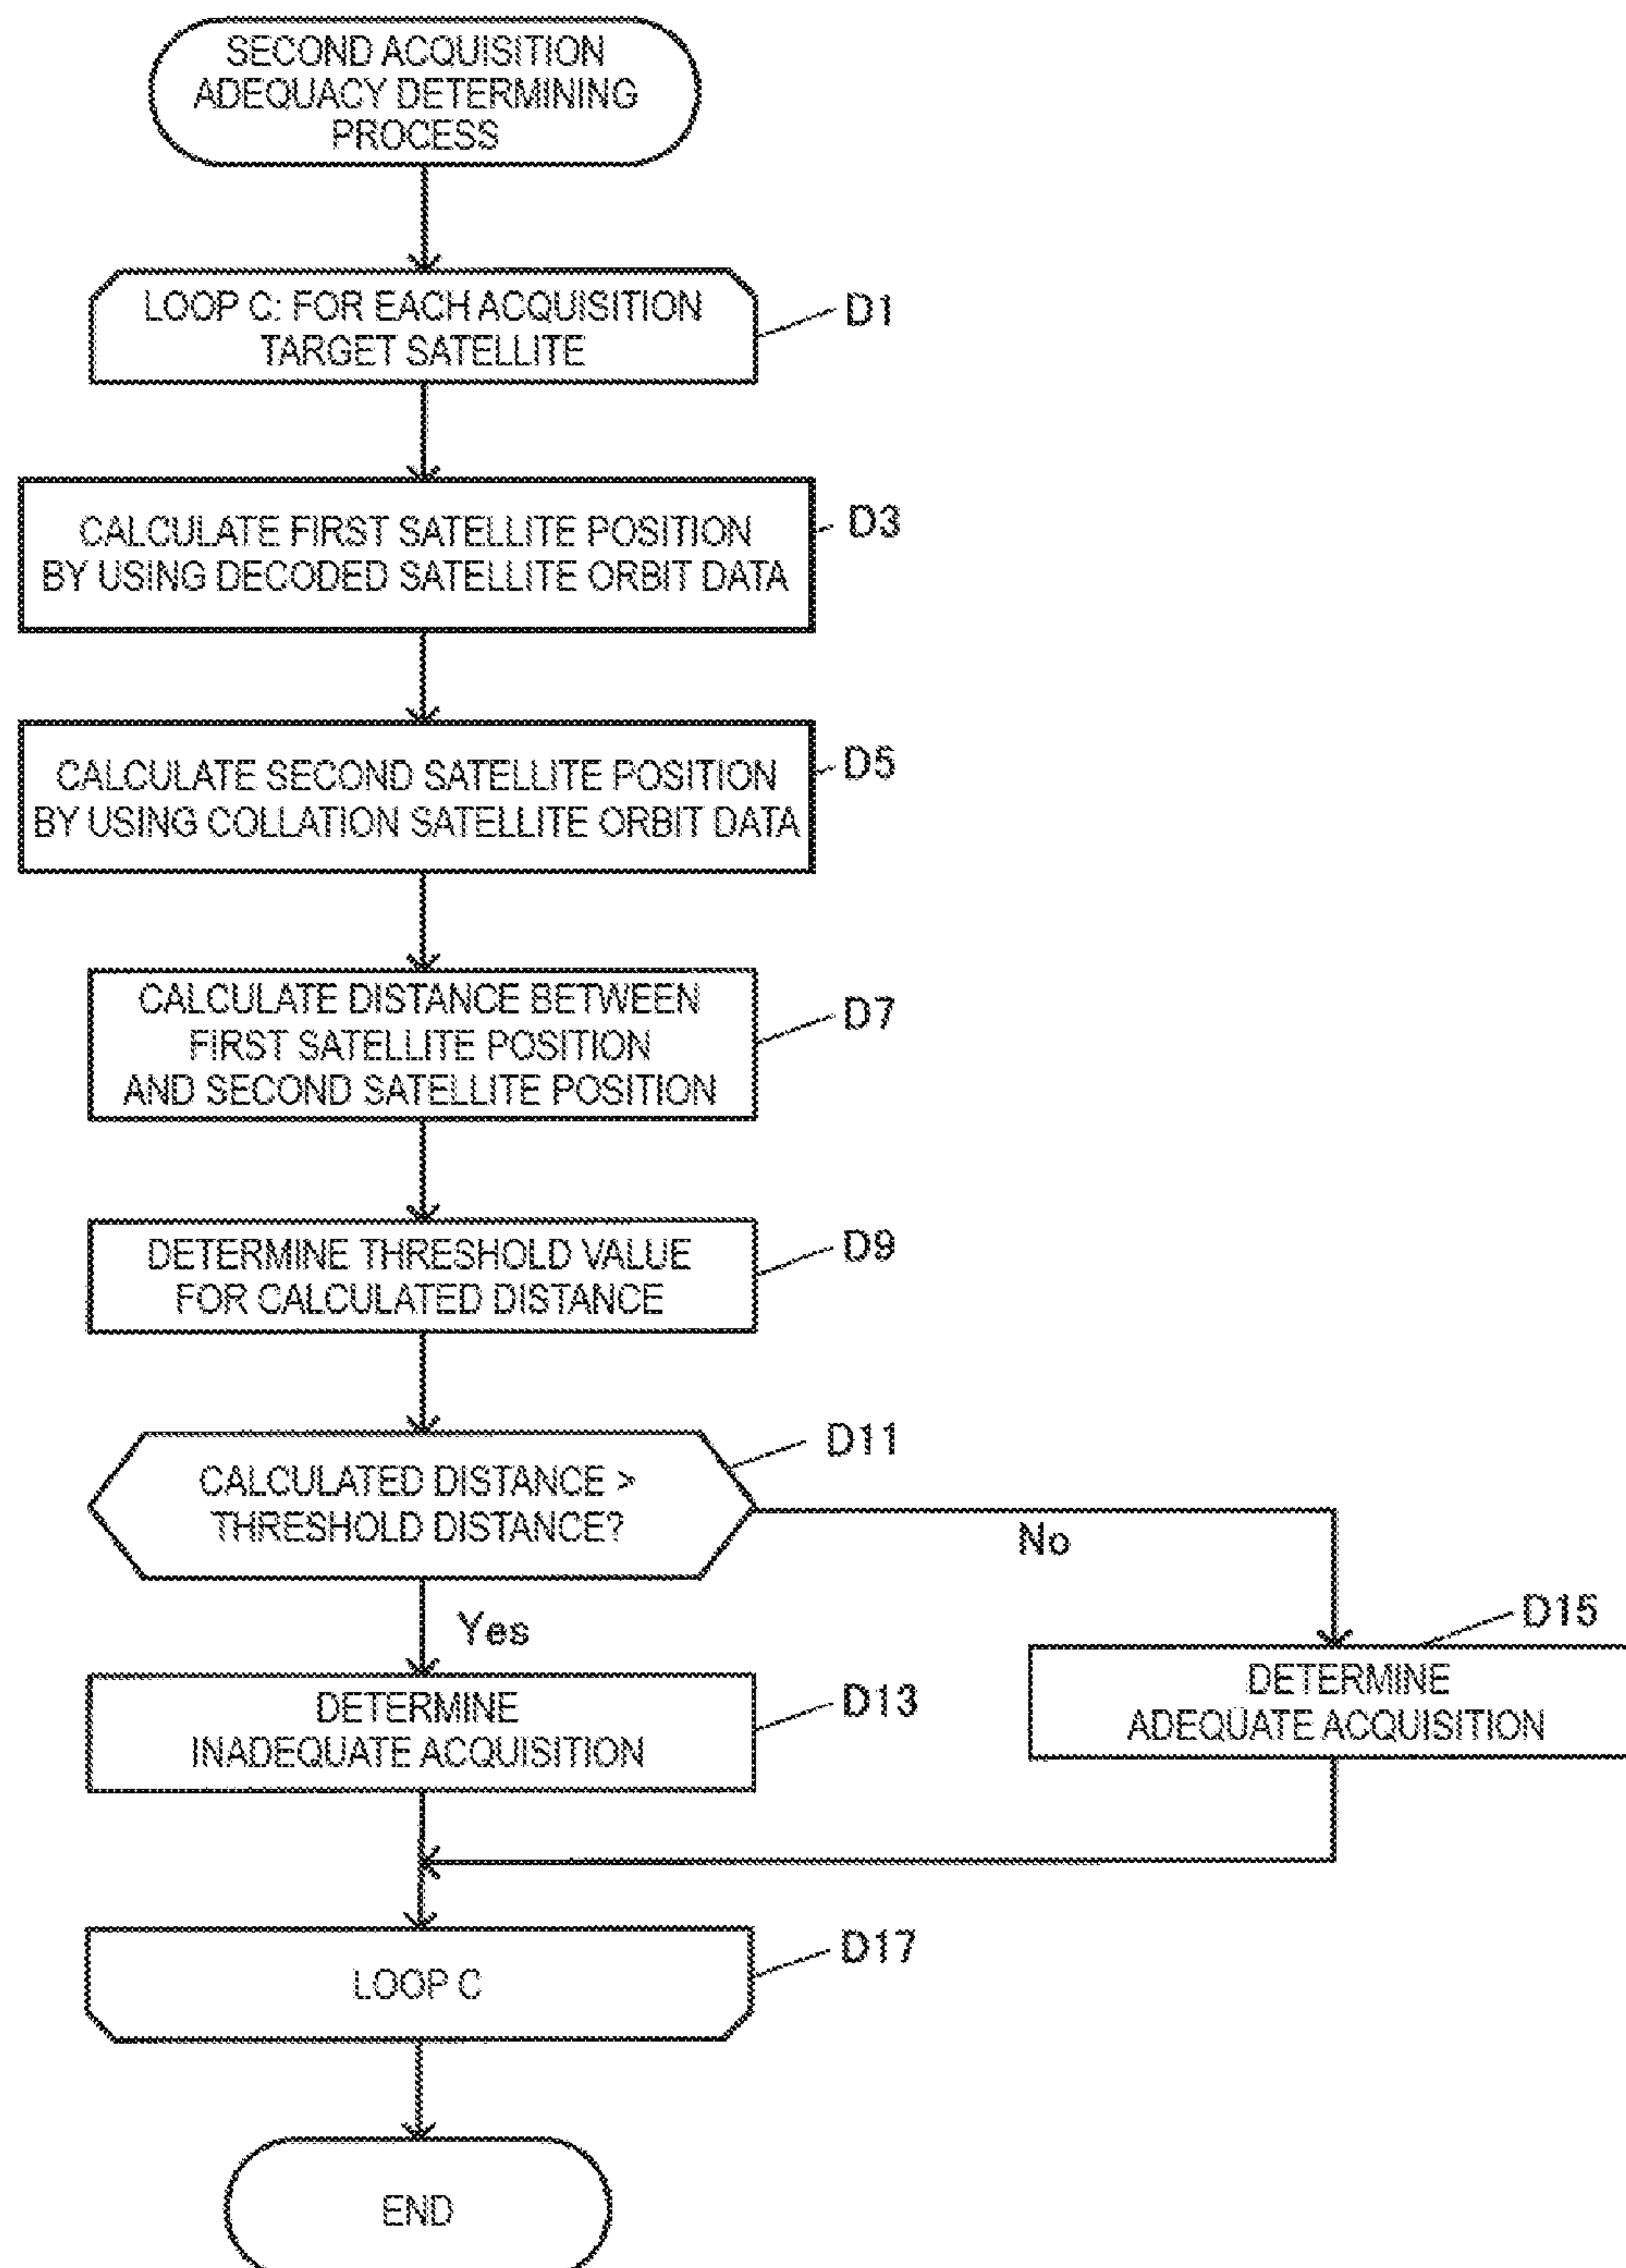 SECOND ACQUISITION
ADEQUACY DETERMINING
PROCESS
LOOP C: FOR EACH ACQUISITION
TARGET SATELLITE
D1
CALCULATE FIRST SATELLITE POSITION
BY USING DECODED SATELLITE ORBIT DATA
D3
CALCULATE SECOND SATELLITE POSITION
BY USING COLLATION SATELLITE ORBIT DATA
D5
CALCULATE DISTANCE BETWEEN
FIRST SATELLITE POSITION
AND SECOND SATELLITE POSITION
D7
DETERMINE THRESHOLD VALUE
FOR CALCULATED DISTANCE
D9
CALCULATED DISTANCE >
THRESHOLD DISTANCE?
D11
No
Yes
DETERMINE
INADEQUATE ACQUISITION
D13
DETERMINE
ADEQUATE ACQUISITION
D15
LOOP C
D17
END